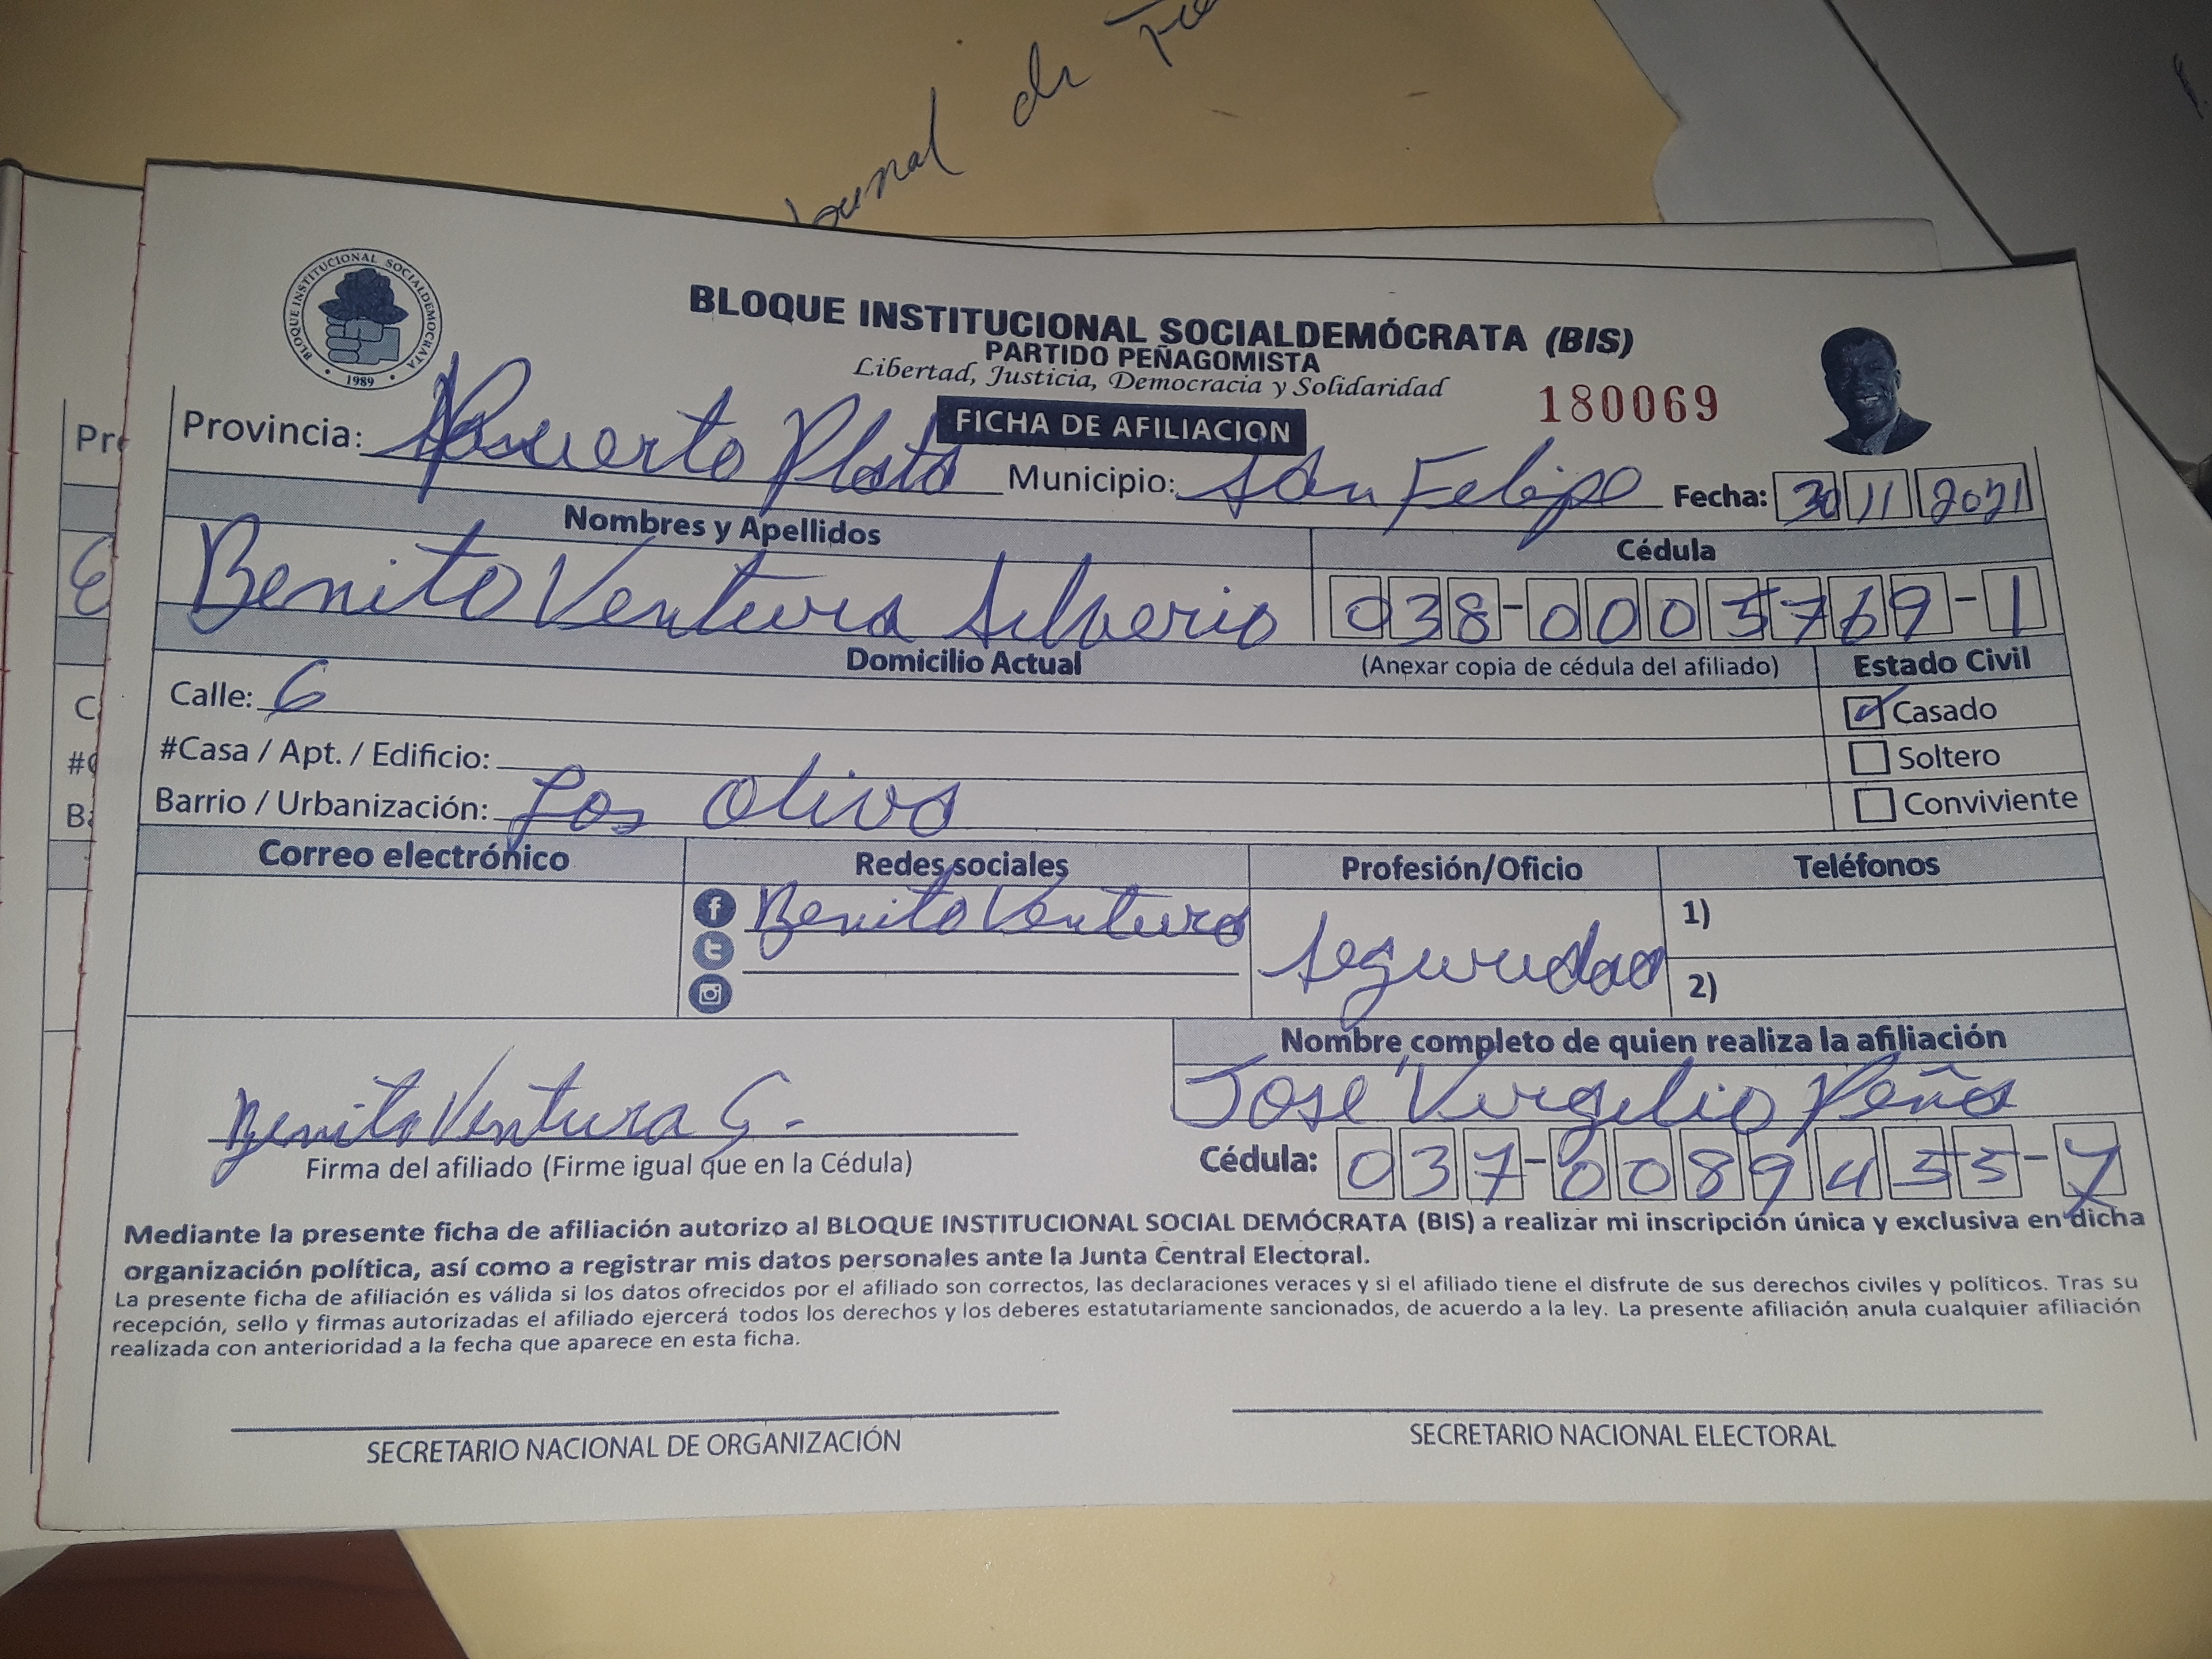 ounal de
BLOQUE INSTITUCIONAL SOCIALDEMOCRATA
1989
BLOQUE INSTITUCIONAL SOCIALDEMÓCRATA (BIS)
PARTIDO PEÑAGOMISTA
Libertad, Justicia, Democracia y Solidaridad
180069
FICHA DE AFILIACION
Provincia: Puerto Plata Municipio: San Felipe Fecha: 30 11 2021
Nombres y Apellidos Cédula
Benito Ventura Silverio 038-0005769-1
Domicilio Actual (Anexar copia de cédula del afiliado) Estado Civil
Calle: 6 Casado
#Casa / Apt. / Edificio: Soltero
Barrio / Urbanización: Los Olivo Conviviente
Correo electrónico Redes sociales Profesión/Oficio Teléfonos
Benito Ventura Seguridad 1)
2)
Nombre completo de quien realiza la afiliación
José Virgilio Peña
Benito Ventura S.
Firma del afiliado (Firme igual que en la Cédula) Cédula: 037-0089455-7
Mediante la presente ficha de afiliación autorizo al BLOQUE INSTITUCIONAL SOCIAL DEMÓCRATA (BIS) a realizar mi inscripción única y exclusiva en dicha
organización política, así como a registrar mis datos personales ante la Junta Central Electoral.
La presente ficha de afiliación es válida si los datos ofrecidos por el afiliado son correctos, las declaraciones veraces y si el afiliado tiene el disfrute de sus derechos civiles y políticos. Tras su
recepción, sello y firmas autorizadas el afiliado ejercerá todos los derechos y los deberes estatutariamente sancionados, de acuerdo a la ley. La presente afiliación anula cualquier afiliación
realizada con anterioridad a la fecha que aparece en esta ficha.
SECRETARIO NACIONAL DE ORGANIZACIÓN SECRETARIO NACIONAL ELECTORAL